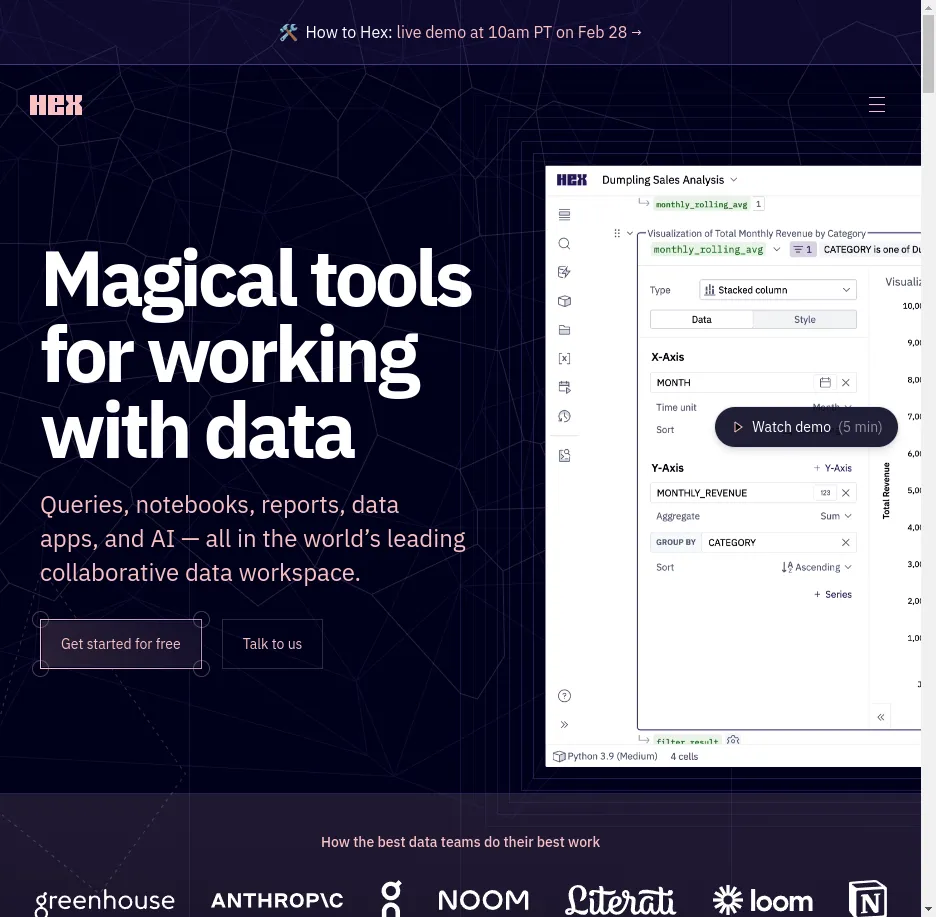 🛠️ How to Hex: live demo at 10am PT on Feb 28 →
HEX
Magical tools
for working
with data
Queries, notebooks, reports, data
apps, and AI — all in the world’s leading
collaborative data workspace.
Get started for free
Talk to us
HEX Dumpling Sales Analysis
monthly_rolling_avg 1
Visualization of Total Monthly Revenue by Category
monthly_rolling_avg 1 CATEGORY is one of Du
Type Stacked column
Data Style
X-Axis
MONTH
Time unit
Sort
Y-Axis + Y-Axis
MONTHLY_REVENUE 123
Aggregate Sum
GROUP BY CATEGORY
Sort Ascending
+ Series
Visualiz
10,00
9,00
8,00
7,00
6,00
5,00
4,00
3,00
2,00
1,00
Total Revenue
Watch demo (5 min)
filter_result
Python 3.9 (Medium) 4 cells
How the best data teams do their best work
greenhouse
ANTHROP\C
g
NOOM
Literati
loom
N